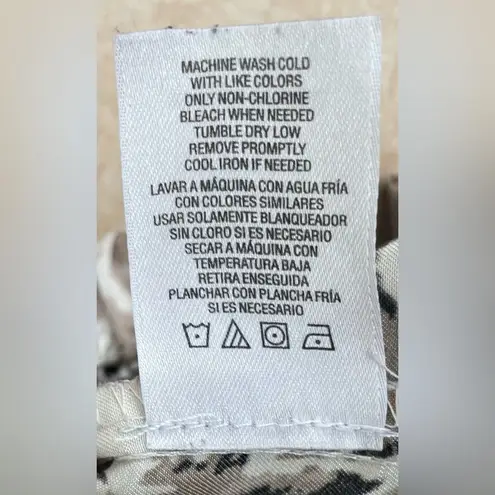 MACHINE WASH COLD
WITH LIKE COLORS
ONLY NON-CHLORINE
BLEACH WHEN NEEDED
TUMBLE DRY LOW
REMOVE PROMPTLY
COOL IRON IF NEEDED
LAVAR A MÁQUINA CON AGUA FRÍA
CON COLORES SIMILARES
USAR SOLAMENTE BLANQUEADOR
SIN CLORO SI ES NECESARIO
SECAR A MÁQUINA CON
TEMPERATURA BAJA
RETIRA ENSEGUIDA
PLANCHAR CON PLANCHA FRÍA
SI ES NECESARIO